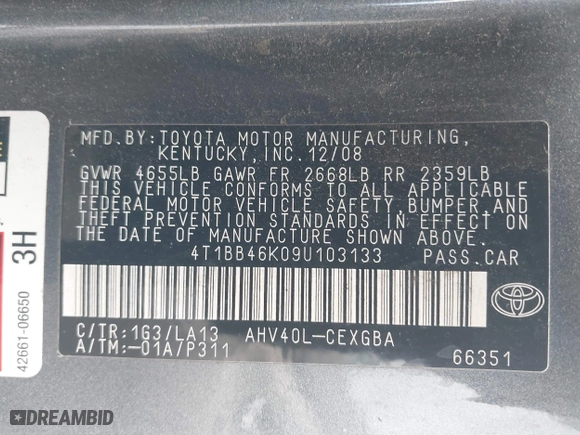 MFD.BY:TOYOTA MOTOR MANUFACTURING,
KENTUCKY,INC.12/08
GVWR 4655LB GAWR FR 2668LB RR 2359LB
THIS VEHICLE CONFORMS TO ALL APPLICABLE
FEDERAL MOTOR VEHICLE SAFETY,BUMPER AND
THEFT PREVENTION STANDARDS IN EFFECT ON
THE DATE OF MANUFACTURE SHOWN ABOVE.
4T1BB46K09U103133 PASS.CAR
C/TR:1G3/LA13 AHV40L-CEXGBA
A/TM:-01A/P311
66351
3H
42661-06650
DREAMBID